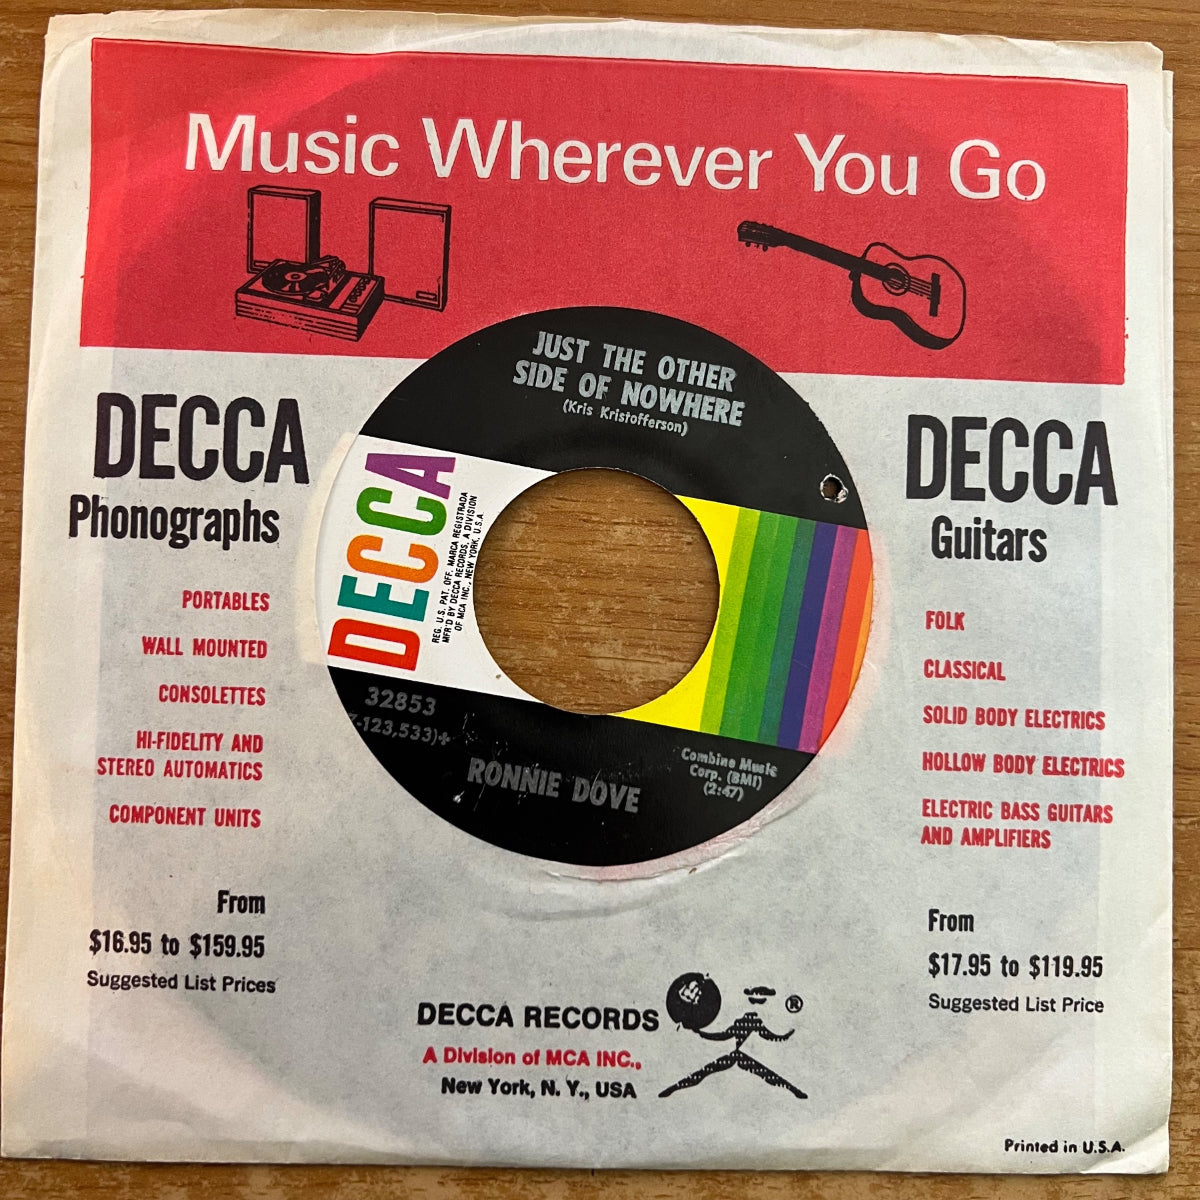 Music Wherever You Go
JUST THE OTHER
SIDE OF NOWHERE
(Kris Kristofferson)
DECCA
REG. U.S. PAT. OFF. MARCA REGISTRADA
MFR'D BY DECCA RECORDS, A DIVISION
OF MCA INC., NEW YORK, U.S.A.
32853
7-123,533)+
RONNIE DOVE
Combine Music
Corp. (BMI)
(2:47)
DECCA
Phonographs
PORTABLES
WALL MOUNTED
CONSOLETTES
HI-FIDELITY AND
STEREO AUTOMATICS
COMPONENT UNITS
From
$16.95 to $159.95
Suggested List Prices
DECCA
Guitars
FOLK
CLASSICAL
SOLID BODY ELECTRICS
HOLLOW BODY ELECTRICS
ELECTRIC BASS GUITARS
AND AMPLIFIERS
From
$17.95 to $119.95
Suggested List Price
DECCA RECORDS
®
A Division of MCA INC.,
New York, N. Y., USA
Printed in U.S.A.